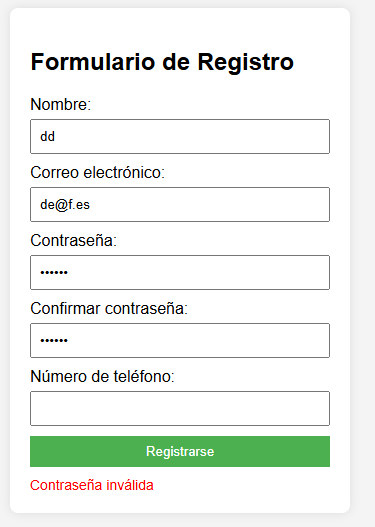 Formulario de Registro
Nombre:
dd
Correo electrónico:
de@f.es
Contraseña:
••••••
Confirmar contraseña:
••••••
Número de teléfono:
Registrarse
Contraseña inválida